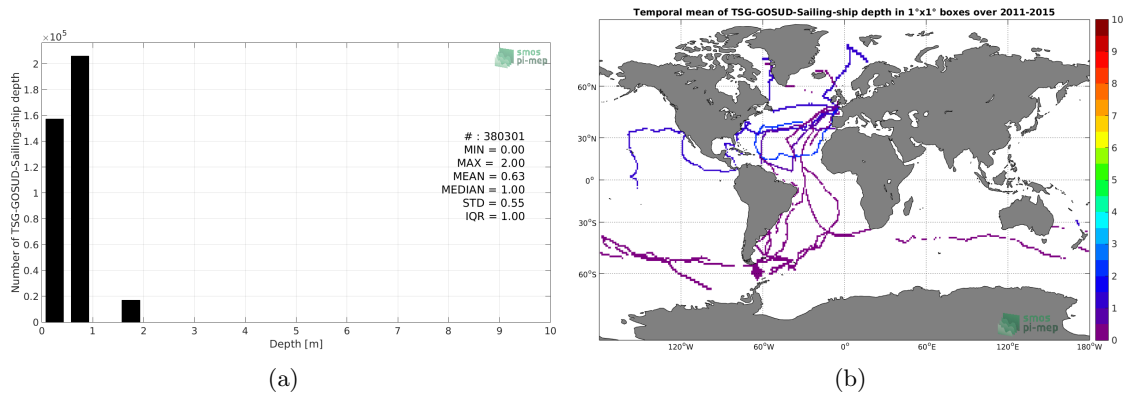 ×10⁵
2
1.8
1.6
1.4
1.2
1
0.8
0.6
0.4
0.2
0
Number of TSG-GOSUD-Sailing-ship depth
smos
pi-mep
# : 380301
MIN = 0.00
MAX = 2.00
MEAN = 0.63
MEDIAN = 1.00
STD = 0.55
IQR = 1.00
0 1 2 3 4 5 6 7 8 9 10
Depth [m]
(a)
Temporal mean of TSG-GOSUD-Sailing-ship depth in 1°x1° boxes over 2011-2015
60°N
30°N
0°
30°S
60°S
120°W 60°W 0° 60°E 120°E 180°W
smos
pi-mep
10
9
8
7
6
5
4
3
2
1
0
(b)